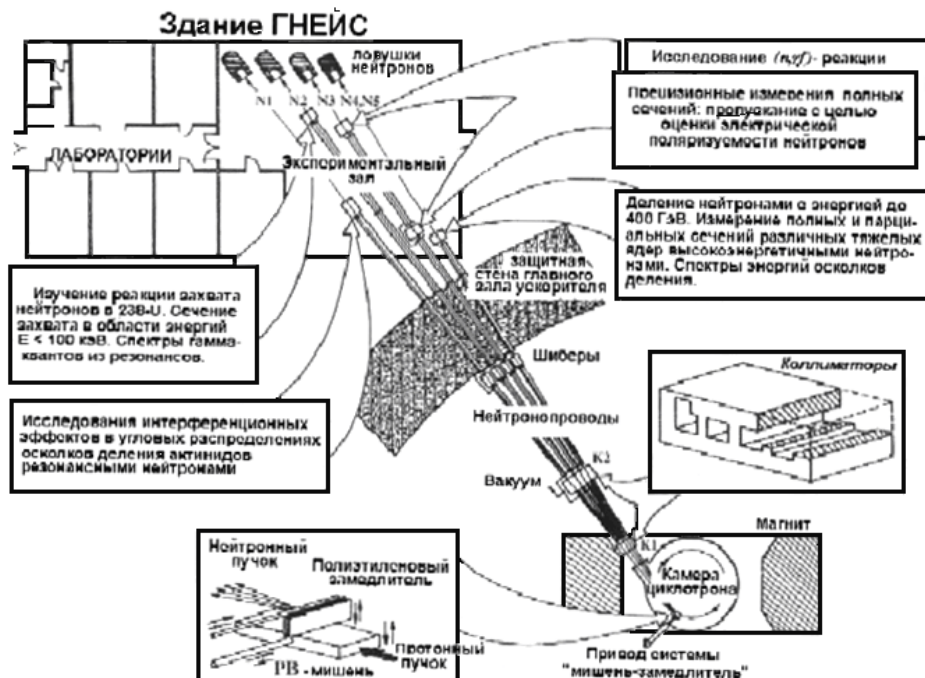 Здание ГНЕЙС
ловушки
нейтронов
N1
N2
N3
N4,N5
ЛАБОРАТОРИИ
Экспериментальный
зал
Исследование (n,γf)- реакции
Прецизионные измерения полных
сечений: пропускание с целью
оценки электрической
поляризуемости нейтронов
Деление нейтронами с энергией до
400 ГэВ. Измерение полных и парци-
альных сечений различных тяжелых
ядер высокоэнергетичными нейтро-
нами. Спектры энергий осколков
деления.
защитная
стена главного
зала ускорителя
Изучение реакции захвата
нейтронов в 238-U. Сечение
захвата в области энергий
E < 100 кэВ. Спектры гамма-
квантов из резонансов.
Шиберы
Коллиматоры
Исследования интерференционных
эффектов в угловых распределениях
осколков деления актинидов
резонансными нейтронами
Нейтронопроводы
K2
Вакуум
Магнит
K1
Камера
циклотрона
Нейтронный
пучок
Полиэтиленовый
замедлитель
Протонный
пучок
PB - мишень
Привод системы
"мишень-замедлитель"